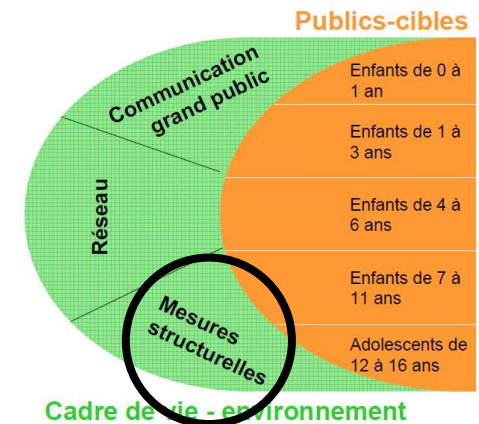 Publics-cibles
Communication
grand public
Réseau
Mesures
structurelles
Enfants de 0 à
1 an
Enfants de 1 à
3 ans
Enfants de 4 à
6 ans
Enfants de 7 à
11 ans
Adolescents de
12 à 16 ans
Cadre de vie - environnement